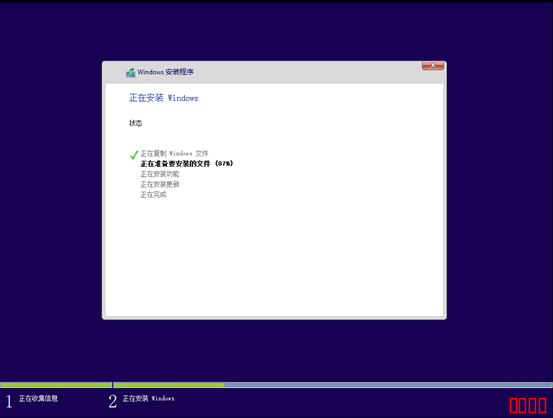 Windows 安装程序
正在安装 Windows
状态
正在复制 Windows 文件
正在准备要安装的文件 (87%)
正在安装功能
正在安装更新
正在完成
1 正在收集信息
2 正在安装 Windows